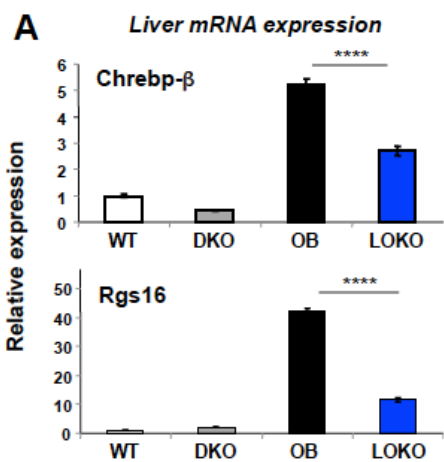 A
Liver mRNA expression
Relative expression
Chrebp-β
****
6
5
4
3
2
1
0
WT DKO OB LOKO
Rgs16
****
50
40
30
20
10
0
WT DKO OB LOKO